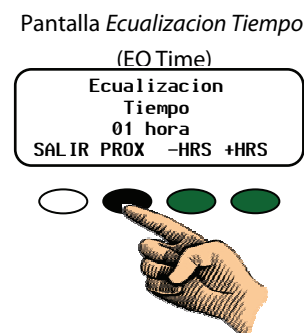 Pantalla Ecualizacion Tiempo
(EQ Time)
Ecualizacion
Tiempo
01 hora
SALIR PROX -HRS +HRS